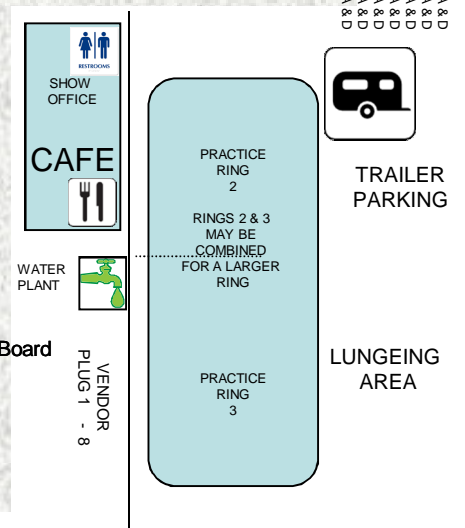 A & D
A & D
A & D
A & D
A & D
A & D
RESTROOMS
SHOW
OFFICE
CAFE
PRACTICE
RING
2
RINGS 2 & 3
MAY BE
COMBINED
FOR A LARGER
RING
TRAILER
PARKING
WATER
PLANT
Board
VENDOR
PLUG 1 - 8
PRACTICE
RING
3
LUNGEING
AREA